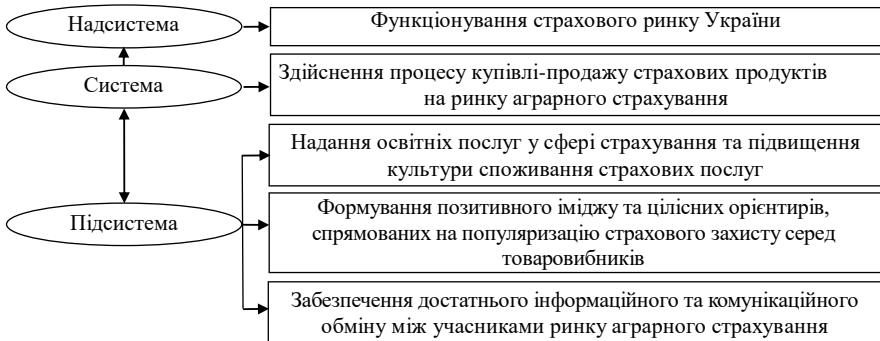 Надсистема
Функціонування страхового ринку України
Система
Здійснення процесу купівлі-продажу страхових продуктів
на ринку аграрного страхування
Надання освітніх послуг у сфері страхування та підвищення
культури споживання страхових послуг
Підсистема
Формування позитивного іміджу та цілісних орієнтирів,
спрямованих на популяризацію страхового захисту серед
товаровибників
Забезпечення достатнього інформаційного та комунікаційного
обміну між учасниками ринку аграрного страхування